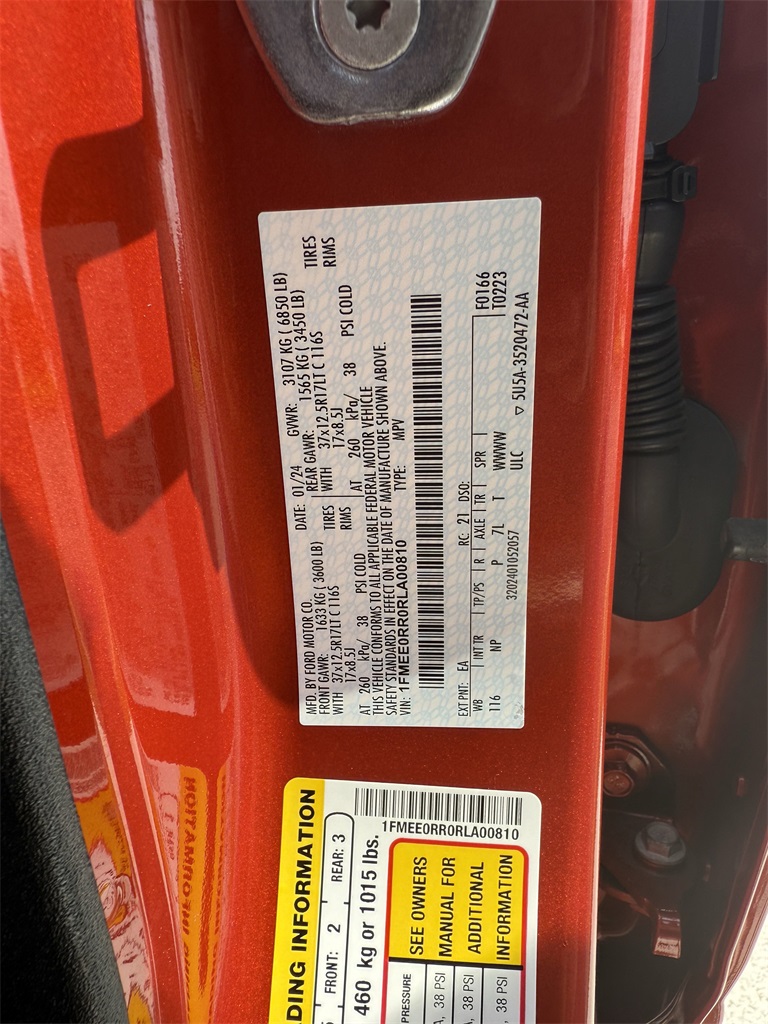 MFD. BY FORD MOTOR CO.
DATE: 01/24 GVWR: 3107 KG ( 6850 LB)
FRONT GAWR: 1633 KG ( 3600 LB)
REAR GAWR: 1565 KG ( 3450 LB)
WITH 37x12.5R17LT C 116S TIRES
WITH 37x12.5R17LT C 116S TIRES
17x8.5J RIMS
17x8.5J RIMS
AT 260 kPa/ 38 PSI COLD
AT 260 kPa/ 38 PSI COLD
THIS VEHICLE CONFORMS TO ALL APPLICABLE FEDERAL MOTOR VEHICLE
SAFETY STANDARDS IN EFFECT ON THE DATE OF MANUFACTURE SHOWN ABOVE.
VIN: 1FMEE0RR0RLA00810 TYPE: MPV
EXT PNT: EA RC: 21 DSO: F0166
WB INT TR TP/PS R AXLE TR SPR T0223
116 NP P 7L T WWWW
3202401052057 ULC ▽ 5U5A-3520472-AA
DING INFORMATION
FRONT: 2 REAR: 3
460 kg or 1015 lbs.
1FMEE0RR0RLA00810
PRESSURE
38 PSI
38 PSI
38 PSI
SEE OWNERS
MANUAL FOR
ADDITIONAL
INFORMATION